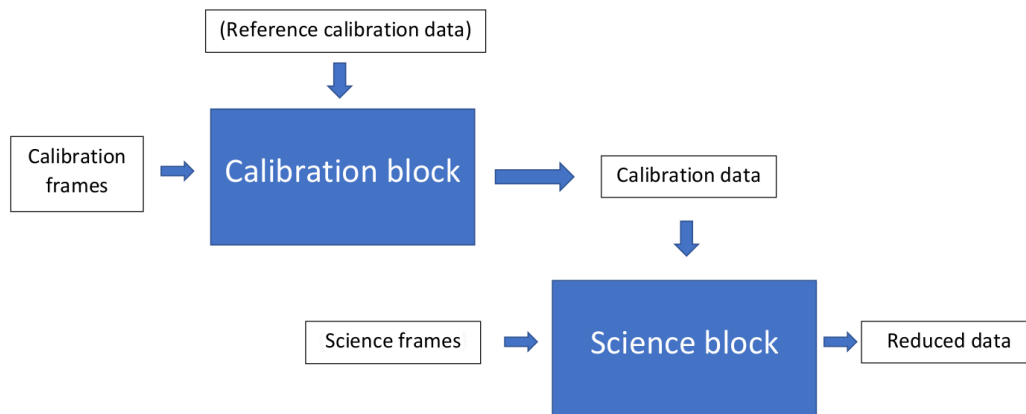 (Reference calibration data)
Calibration
frames
Calibration block
Calibration data
Science frames
Science block
Reduced data